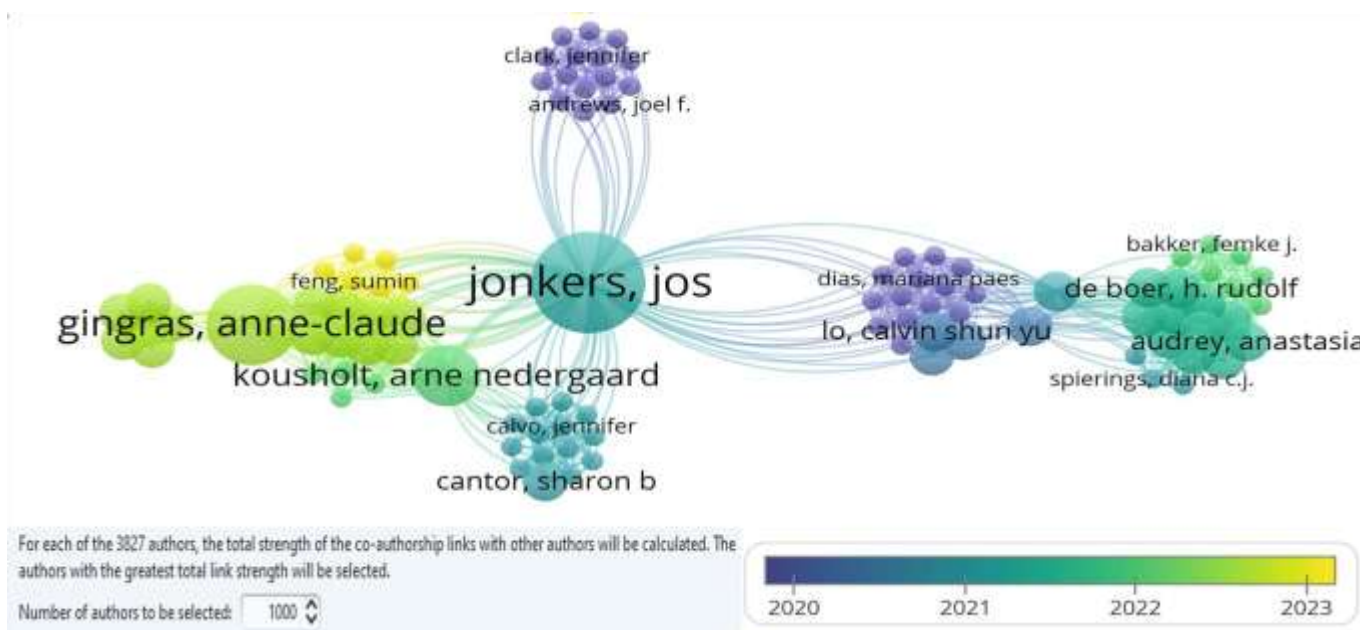 clark, jennifer
andrews, joel f.
feng, sumin
jonkers, jos
dias, mariana paes
bakker, femke j.
de boer, h. rudolf
gingras, anne-claude
lo, calvin shun yu
audrey, anastasia
kousholt, arne nedergaard
spierings, diana c.j.
calvo, jennifer
cantor, sharon b
For each of the 3827 authors, the total strength of the co-authorship links with other authors will be calculated. The
authors with the greatest total link strength will be selected.
Number of authors to be selected: 1000
2020 2021 2022 2023